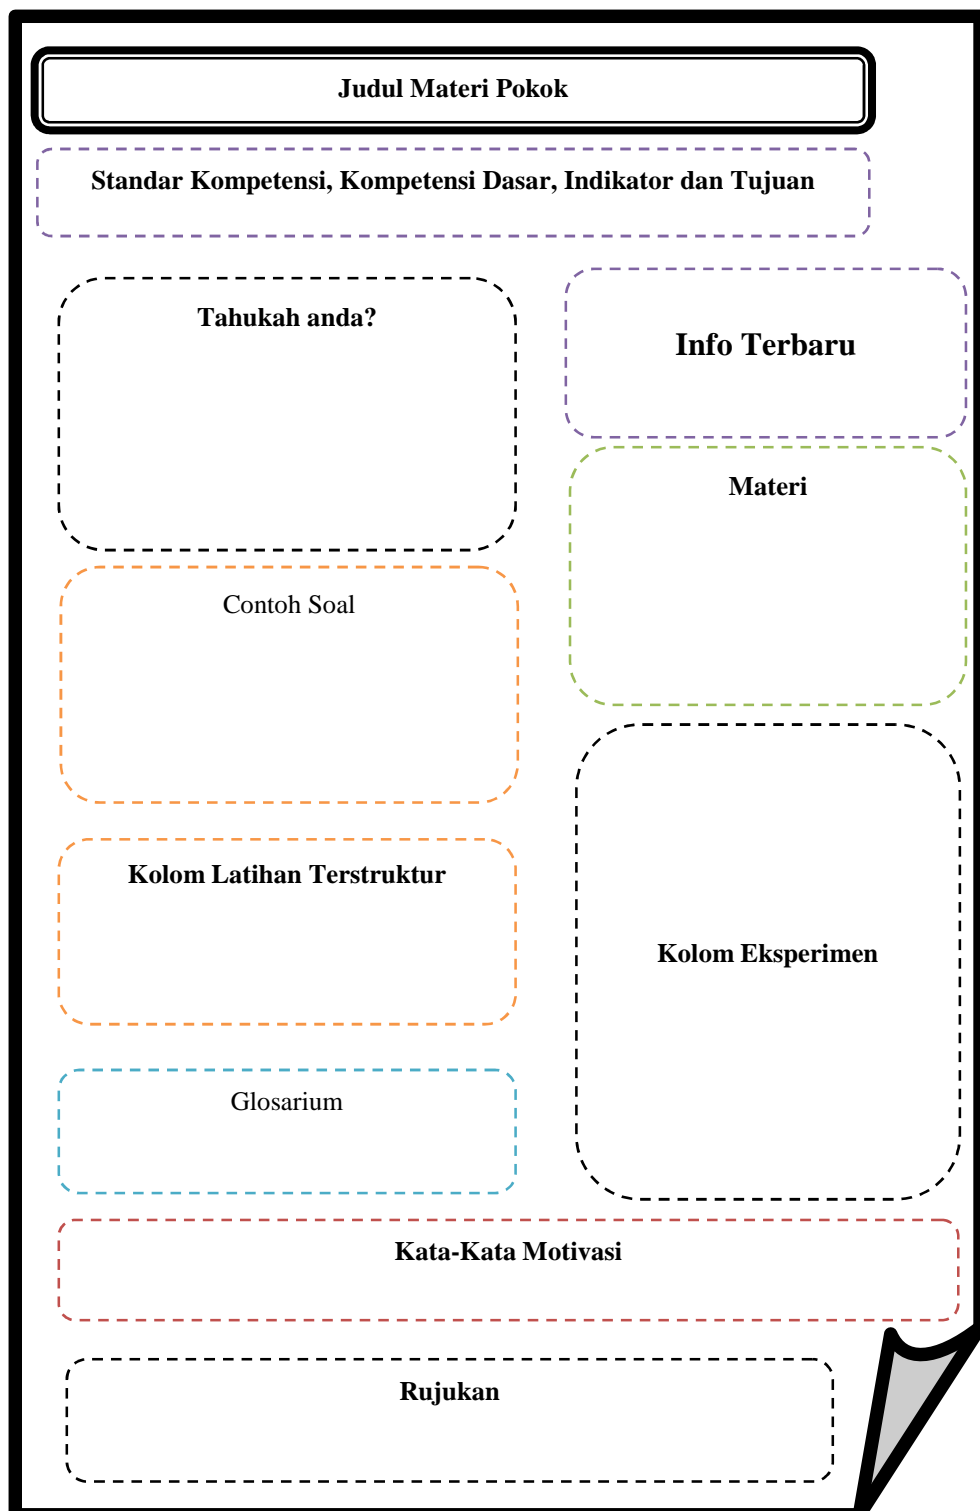 Judul Materi Pokok
Standar Kompetensi, Kompetensi Dasar, Indikator dan Tujuan
Tahukah anda?
Info Terbaru
Materi
Contoh Soal
Kolom Latihan Terstruktur
Kolom Eksperimen
Glosarium
Kata-Kata Motivasi
Rujukan